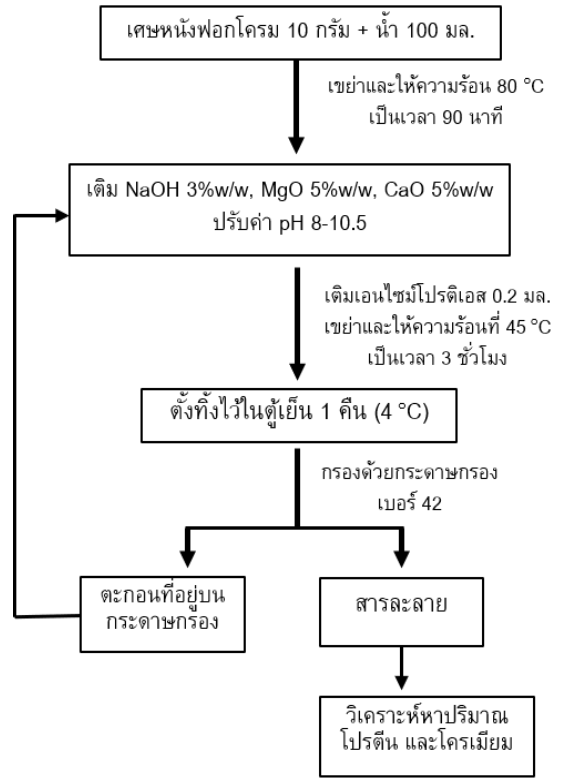 เศษหนังฟอกโครม 10 กรัม + น้ำ 100 มล.
เขย่าและให้ความร้อน 80 °C
เป็นเวลา 90 นาที
เติม NaOH 3%w/w, MgO 5%w/w, CaO 5%w/w
ปรับค่า pH 8-10.5
เติมเอนไซม์โปรติเอส 0.2 มล.
เขย่าและให้ความร้อนที่ 45 °C
เป็นเวลา 3 ชั่วโมง
ตั้งทิ้งไว้ในตู้เย็น 1 คืน (4 °C)
กรองด้วยกระดาษกรอง
เบอร์ 42
ตะกอนที่อยู่บน
กระดาษกรอง
สารละลาย
วิเคราะห์หาปริมาณ
โปรตีน และโครเมียม